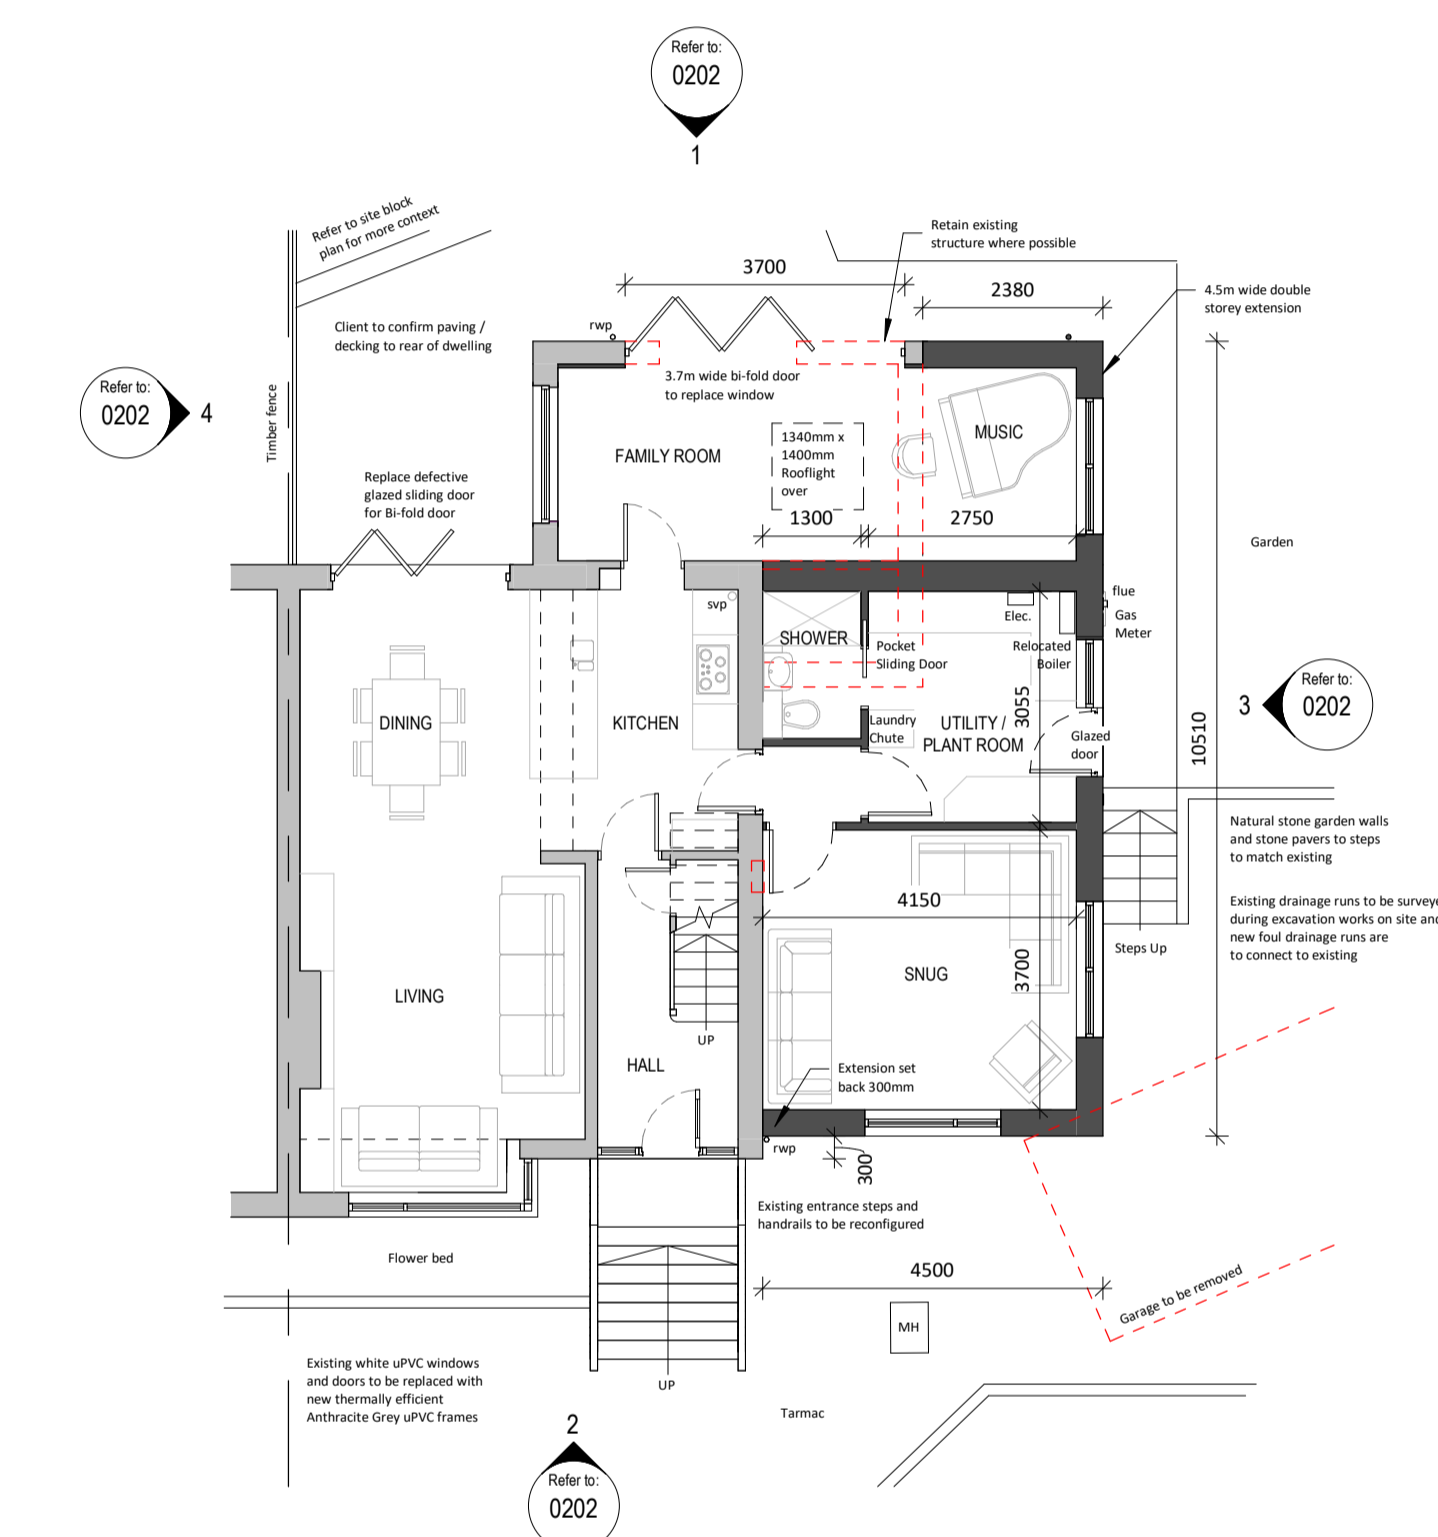 Refer to:
0202
1
Refer to site block
plan for more context
Retain existing
structure where possible
3700
2380
4.5m wide double
storey extension
rwp
Client to confirm paving /
decking to rear of dwelling
3.7m wide bi-fold door
to replace window
Refer to:
0202
4
Timber fence
MUSIC
FAMILY ROOM
1340mm x
1400mm
Rooflight
over
Replace defective
glazed sliding door
for Bi-fold door
1300
2750
Garden
flue
Gas
Meter
svp
Elec.
SHOWER
Pocket
Sliding Door
Relocated
Boiler
3055
Refer to:
0202
3
10510
DINING
KITCHEN
Laundry
Chute
UTILITY /
PLANT ROOM
Glazed
door
Natural stone garden walls
and stone pavers to steps
to match existing
4150
Existing drainage runs to be surveye
during excavation works on site and
new foul drainage runs are
to connect to existing
Steps Up
3700
SNUG
LIVING
UP
HALL
Extension set
back 300mm
rwp
300
Existing entrance steps and
handrails to be reconfigured
Flower bed
4500
Garage to be removed
MH
Existing white uPVC windows
and doors to be replaced with
new thermally efficient
Anthracite Grey uPVC frames
UP
Tarmac
2
Refer to:
0202